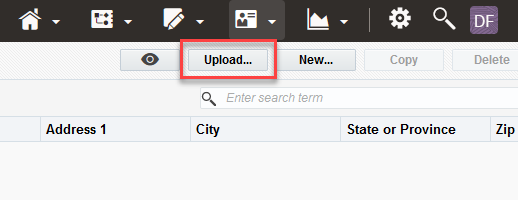 DF
Upload... New... Copy Delete
Enter search term
Address 1 City State or Province Zip